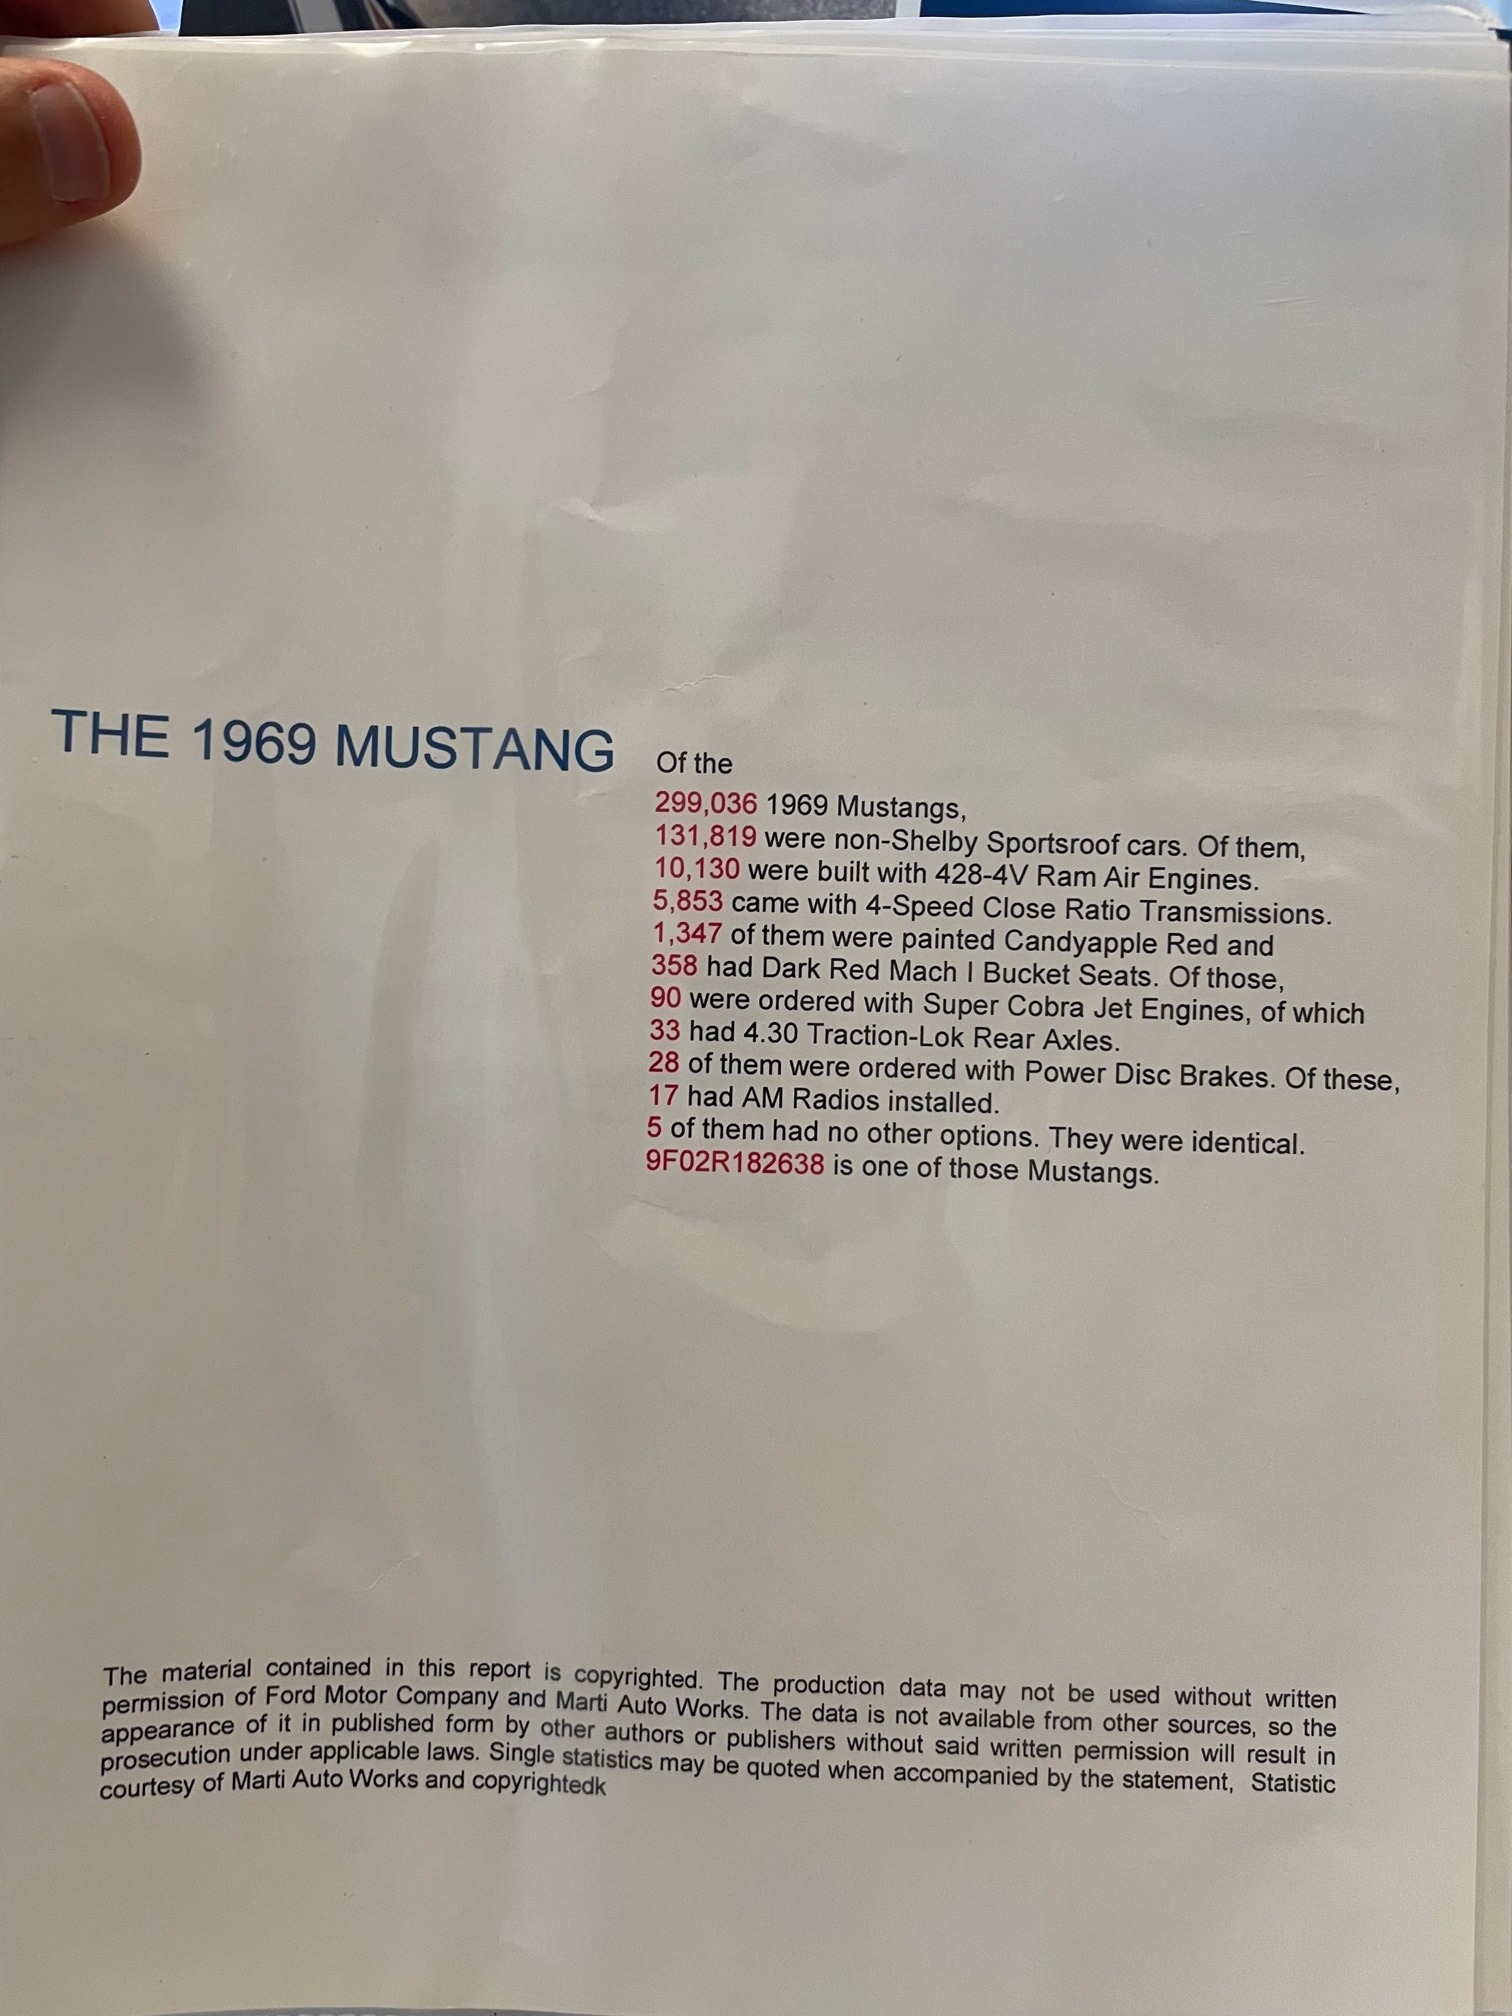 THE 1969 MUSTANG
Of the
299,036 1969 Mustangs,
131,819 were non-Shelby Sportsroof cars. Of them,
10,130 were built with 428-4V Ram Air Engines.
5,853 came with 4-Speed Close Ratio Transmissions.
1,347 of them were painted Candyapple Red and
358 had Dark Red Mach I Bucket Seats. Of those,
90 were ordered with Super Cobra Jet Engines, of which
33 had 4.30 Traction-Lok Rear Axles.
28 of them were ordered with Power Disc Brakes. Of these,
17 had AM Radios installed.
5 of them had no other options. They were identical.
9F02R182638 is one of those Mustangs.
The material contained in this report is copyrighted. The production data may not be used without written
permission of Ford Motor Company and Marti Auto Works. The data is not available from other sources, so the
appearance of it in published form by other authors or publishers without said written permission will result in
prosecution under applicable laws. Single statistics may be quoted when accompanied by the statement, Statistic
courtesy of Marti Auto Works and copyrightedk